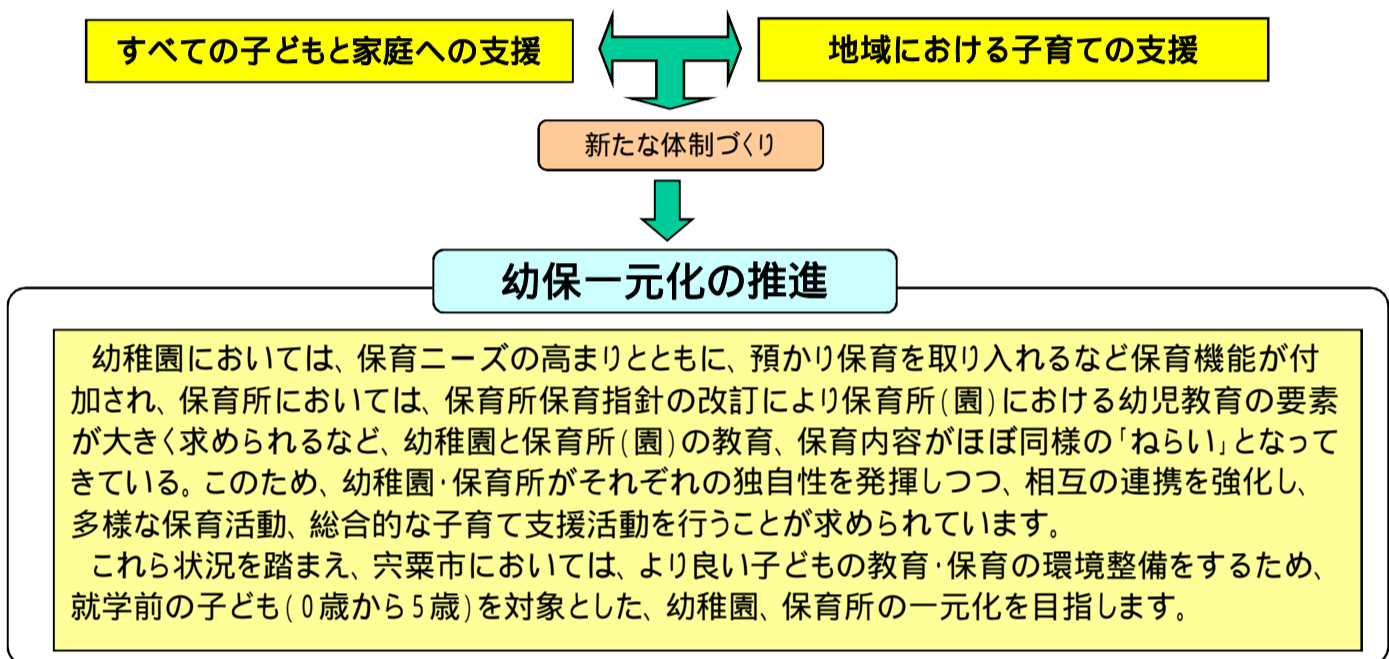 すべての子どもと家庭への支援
地域における子育ての支援
新たな体制づくり
幼保一元化の推進
幼稚園においては、保育ニーズの高まりとともに、預かり保育を取り入れるなど保育機能が付
加され、保育所においては、保育所保育指針の改訂により保育所(園)における幼児教育の要素
が大きく求められるなど、幼稚園と保育所(園)の教育、保育内容がほぼ同様の「ねらい」となって
きている。このため、幼稚園・保育所がそれぞれの独自性を発揮しつつ、相互の連携を強化し、
多様な保育活動、総合的な子育て支援活動を行うことが求められています。
これら状況を踏まえ、宍粟市においては、より良い子どもの教育・保育の環境整備をするため、
就学前の子ども(0歳から5歳)を対象とした、幼稚園、保育所の一元化を目指します。